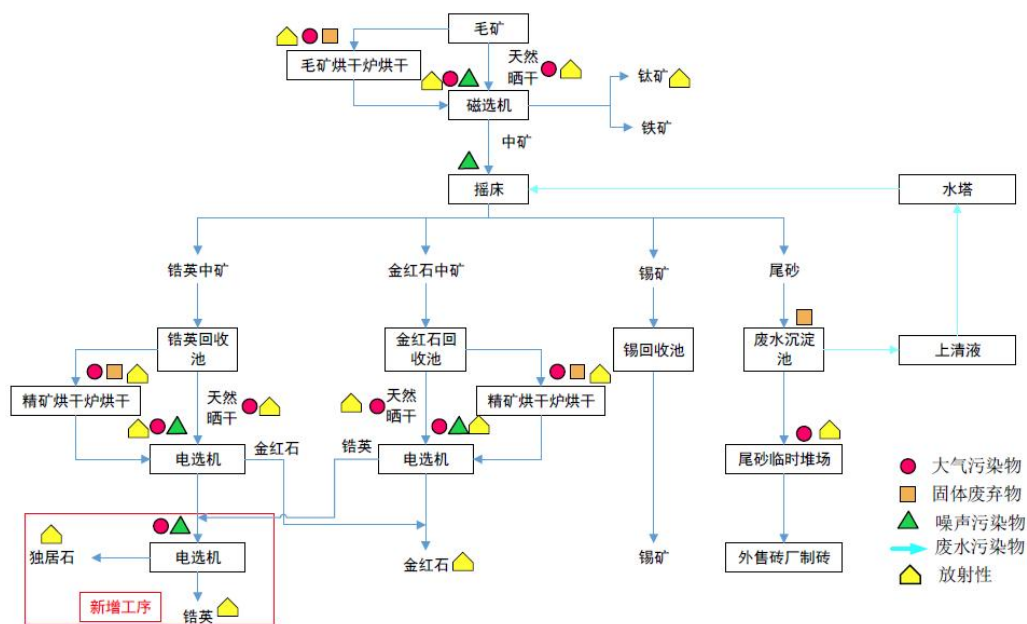 毛矿
毛矿烘干炉烘干
天然
晒干
钛矿
磁选机
铁矿
中矿
摇床
水塔
锆英中矿
金红石中矿
锡矿
尾砂
锆英回收
池
金红石回
收池
锡回收池
废水沉淀
池
上清液
精矿烘干炉烘干
天然
晒干
天然
晒干
精矿烘干炉烘干
电选机
金红石
锆英
电选机
尾砂临时堆场
大气污染物
固体废弃物
噪声污染物
废水污染物
放射性
独居石
电选机
金红石
锡矿
外售砖厂制砖
新增工序
锆英